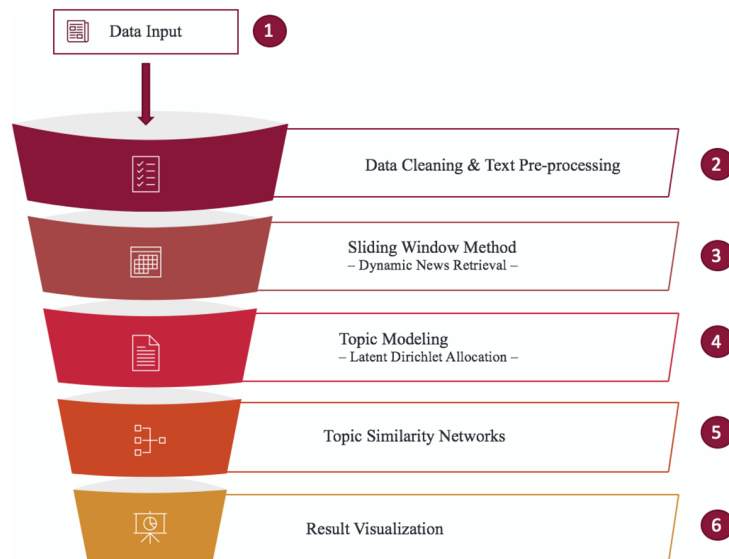 Data Input
1
Data Cleaning & Text Pre-processing
2
Sliding Window Method
– Dynamic News Retrieval –
3
Topic Modeling
– Latent Dirichlet Allocation –
4
Topic Similarity Networks
5
Result Visualization
6